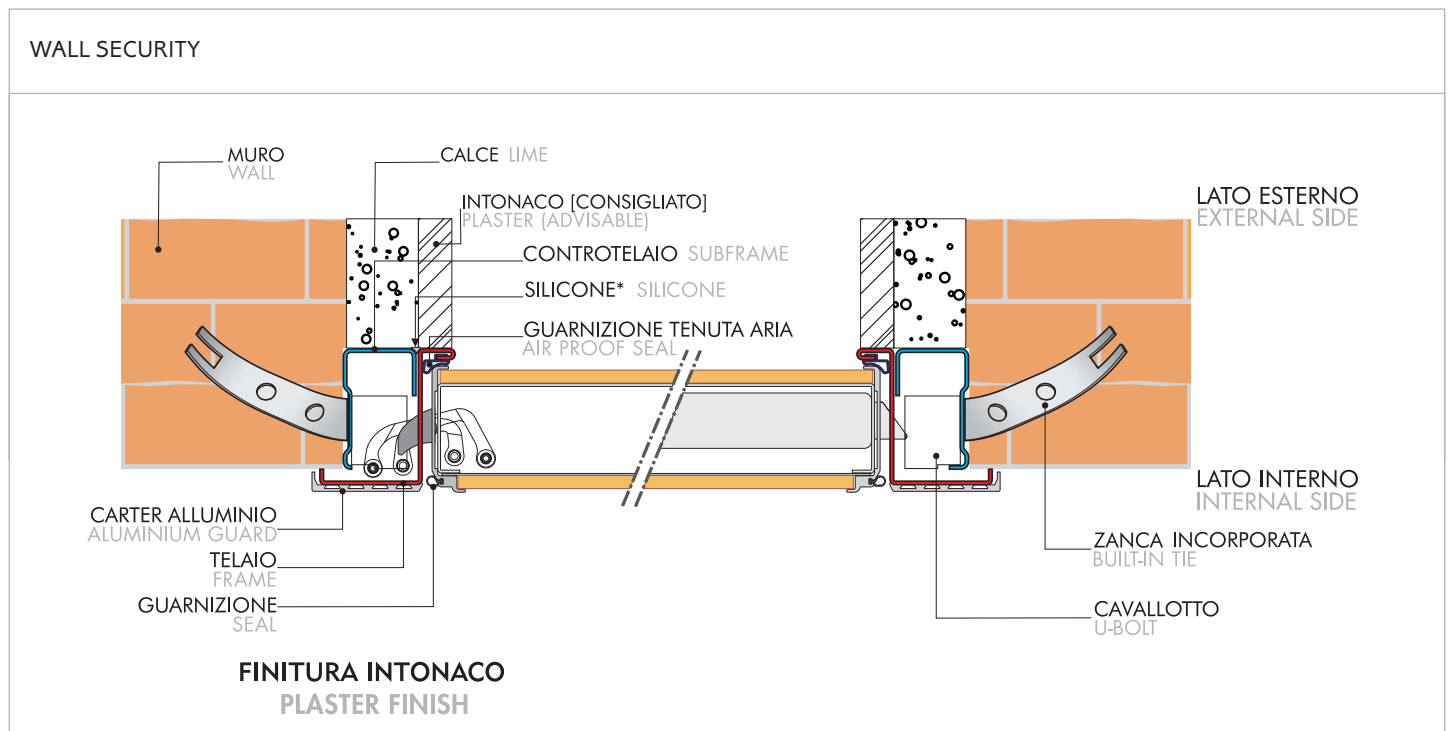 WALL SECURITY
MURO
WALL
CALCE LIME
INTONACO [CONSIGLIATO]
PLASTER (ADVISABLE)
CONTROTELAIO SUBFRAME
SILICONE* SILICONE
GUARNIZIONE TENUTA ARIA
AIR PROOF SEAL
LATO ESTERNO
EXTERNAL SIDE
LATO INTERNO
INTERNAL SIDE
CARTER ALLUMINIO
ALUMINIUM GUARD
TELAIO
FRAME
GUARNIZIONE
SEAL
ZANCA INCORPORATA
BUILT-IN TIE
CAVALLOTTO
U-BOLT
FINITURA INTONACO
PLASTER FINISH